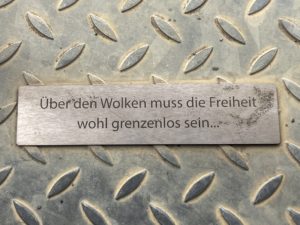 Über den Wolken muss die Freiheit
wohl grenzenlos sein...